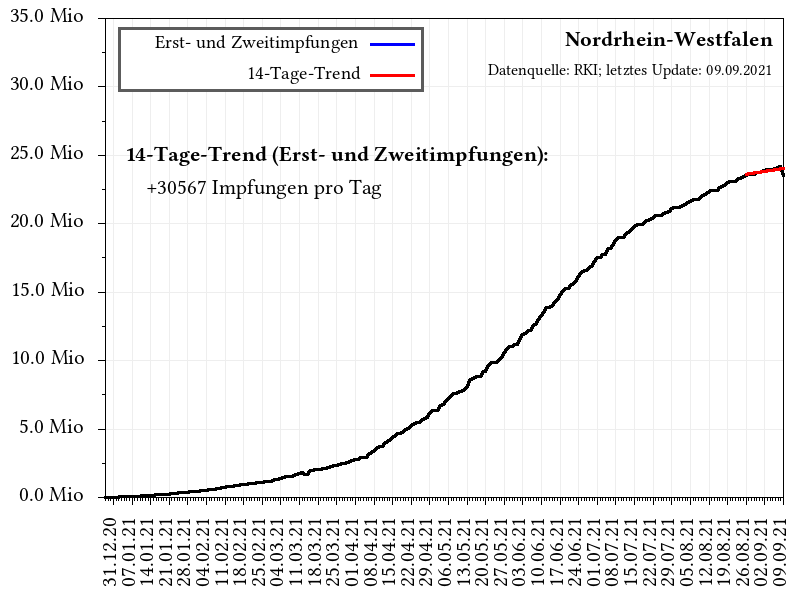 35.0 Mio
30.0 Mio
25.0 Mio
20.0 Mio
15.0 Mio
10.0 Mio
5.0 Mio
0.0 Mio
Erst- und Zweitimpfungen
14-Tage-Trend
Nordrhein-Westfalen
Datenquelle: RKI; letztes Update: 09.09.2021
14-Tage-Trend (Erst- und Zweitimpfungen):
+30567 Impfungen pro Tag
31.12.20
07.01.21
14.01.21
21.01.21
28.01.21
04.02.21
11.02.21
18.02.21
25.02.21
04.03.21
11.03.21
18.03.21
25.03.21
01.04.21
08.04.21
15.04.21
22.04.21
29.04.21
06.05.21
13.05.21
20.05.21
27.05.21
03.06.21
10.06.21
17.06.21
24.06.21
01.07.21
08.07.21
15.07.21
22.07.21
29.07.21
05.08.21
12.08.21
19.08.21
26.08.21
02.09.21
09.09.21